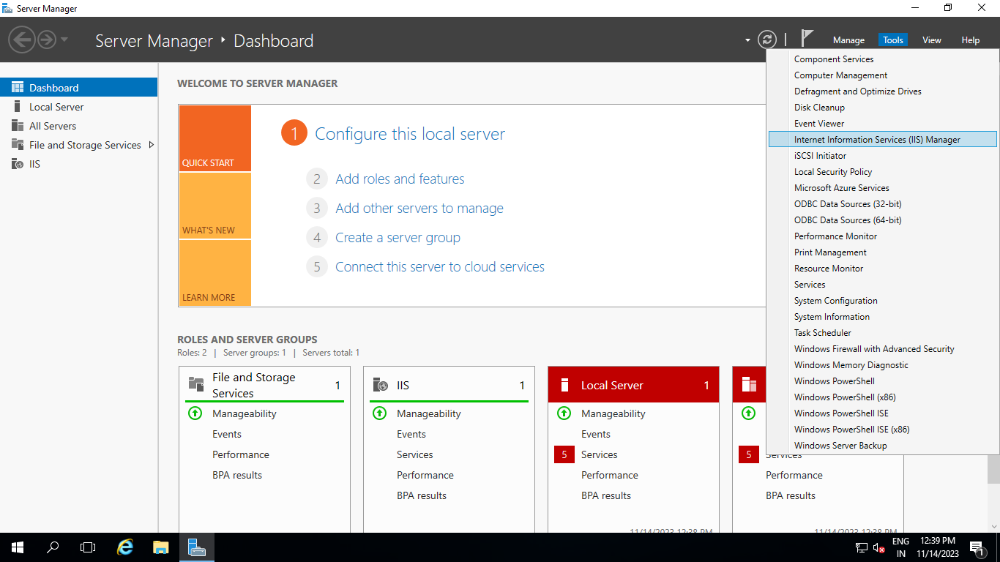 Server Manager
Server Manager
Dashboard
Manage
Tools
View
Help
Dashboard
Local Server
All Servers
File and Storage Services
IIS
WELCOME TO SERVER MANAGER
QUICK START
WHAT'S NEW
LEARN MORE
1 Configure this local server
2 Add roles and features
3 Add other servers to manage
4 Create a server group
5 Connect this server to cloud services
Component Services
Computer Management
Defragment and Optimize Drives
Disk Cleanup
Event Viewer
Internet Information Services (IIS) Manager
iSCSI Initiator
Local Security Policy
Microsoft Azure Services
ODBC Data Sources (32-bit)
ODBC Data Sources (64-bit)
Performance Monitor
Print Management
Resource Monitor
Services
System Configuration
System Information
Task Scheduler
Windows Firewall with Advanced Security
Windows Memory Diagnostic
Windows PowerShell
Windows PowerShell (x86)
Windows PowerShell ISE
Windows PowerShell ISE (x86)
Windows Server Backup
ROLES AND SERVER GROUPS
Roles: 2 | Server groups: 1 | Servers total: 1
File and Storage
Services
1
Manageability
Events
Performance
BPA results
IIS 1
Manageability
Events
Services
Performance
BPA results
Local Server 1
Manageability
Events
5 Services
Performance
BPA results
11/14/2023 12:38 PM
5 Services
Performance
BPA results
11/14/2023 12:38 PM
ENG
IN
12:39 PM
11/14/2023
1